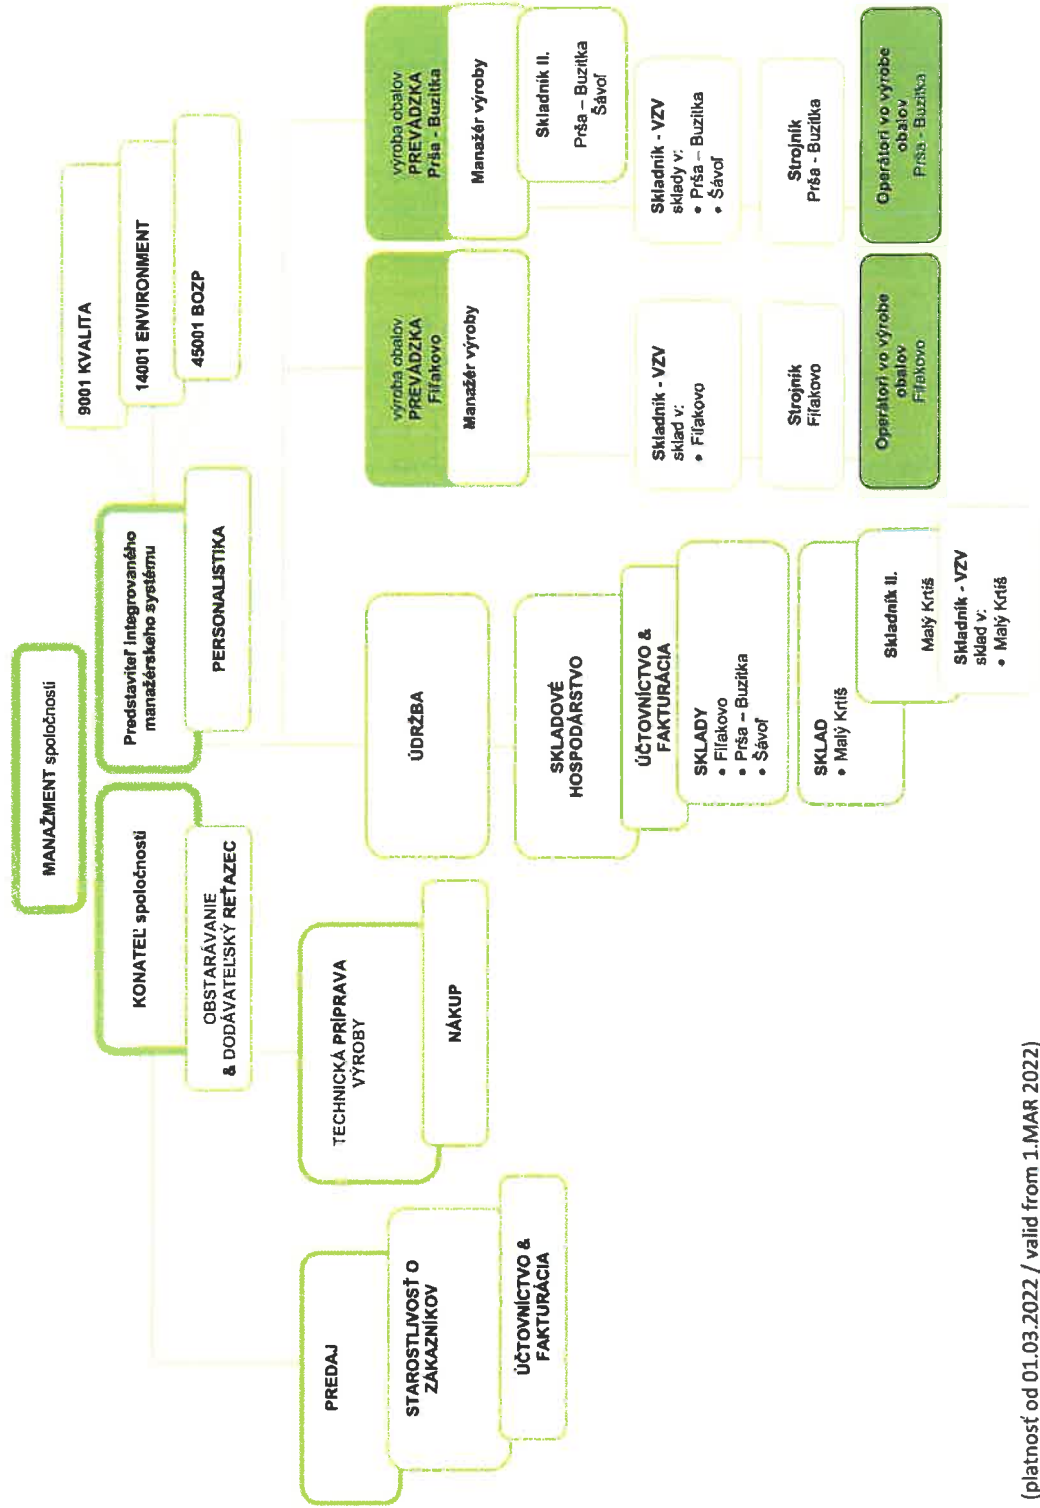 MANAŽMENT spoločnosti
KONATEĽ spoločnosti
OBSTARÁVANIE
& DODÁVATEĽSKÝ REŤAZEC
Predstaviteľ Integrovaného
manažérskeho systému
PERSONALISTIKA
9001 KVALITA
14001 ENVIRONMENT
45001 BOZP
PREDAJ
STAROSTLIVOSŤ O
ZÁKAZNÍKOV
ÚČTOVNÍCTVO &
FAKTURÁCIA
TECHNICKÁ PRÍPRAVA
VÝROBY
NÁKUP
ÚDRŽBA
SKLADOVÉ
HOSPODÁRSTVO
ÚČTOVNÍCTVO &
FAKTURÁCIA
SKLADY
• Fiľakovo
• Prša – Buzitka
• Šávoľ
SKLAD
• Malý Krtíš
Skladník II.
Malý Krtíš
Skladník - VZV
sklad v:
• Malý Krtíš
výroba obalov
PREVÁDZKA
Fiľakovo
Manažér výroby
Skladník - VZV
sklad v:
• Fiľakovo
Strojník
Fiľakovo
Operátori vo výrobe
obalov
Fiľakovo
výroba obalov
PREVÁDZKA
Prša - Buzitka
Manažér výroby
Skladník II.
Prša – Buzitka
Šávoľ
Skladník - VZV
sklady v:
• Prša – Buzitka
• Šávoľ
Strojník
Prša - Buzitka
Operátori vo výrobe
obalov
Prša - Buzitka
(platnosť od 01.03.2022 / valid from 1.MAR 2022)